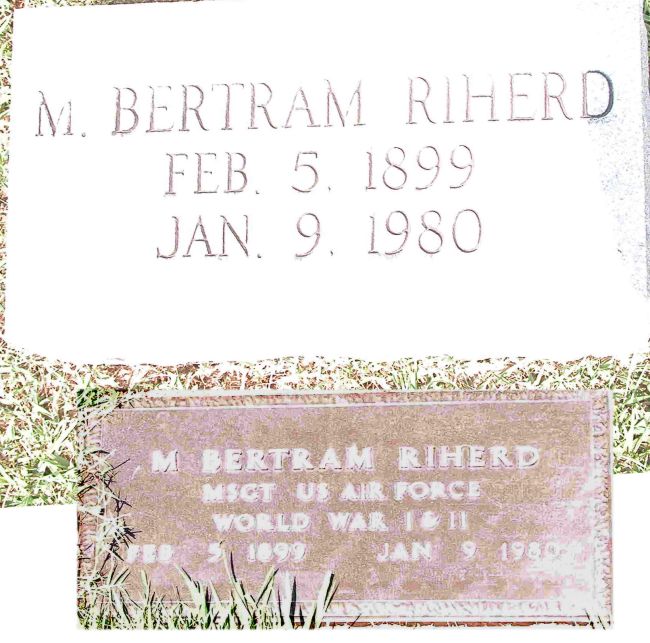 M. BERTRAM RIHERD
FEB. 5. 1899
JAN. 9. 1980
M BERTRAM RIHERD
MSGT US AIR FORCE
WORLD WAR I & II
FEB 5 1899 JAN 9 1980